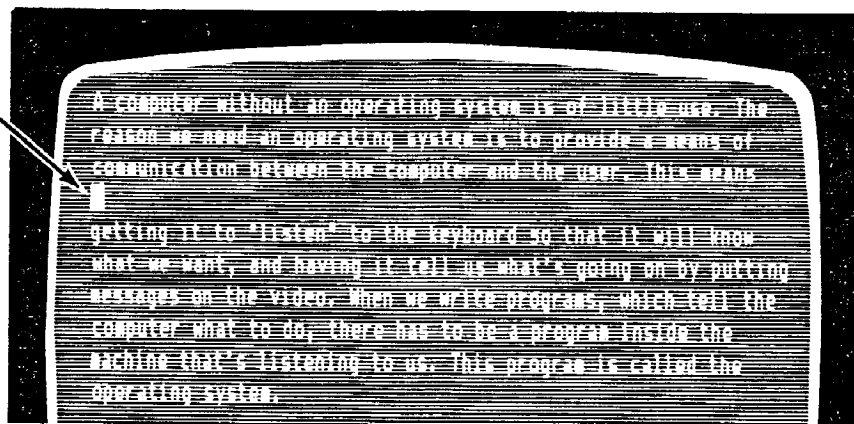 A computer without an operating system is of little use. The
reason we need an operating system is to provide a means of
communication between the computer and the user. This means
getting it to "listen" to the keyboard so that it will know
what we want, and having it tell us what's going on by putting
messages on the video. When we write programs, which tell the
computer what to do, there has to be a program inside the
machine that's listening to us. This program is called the
operating system.